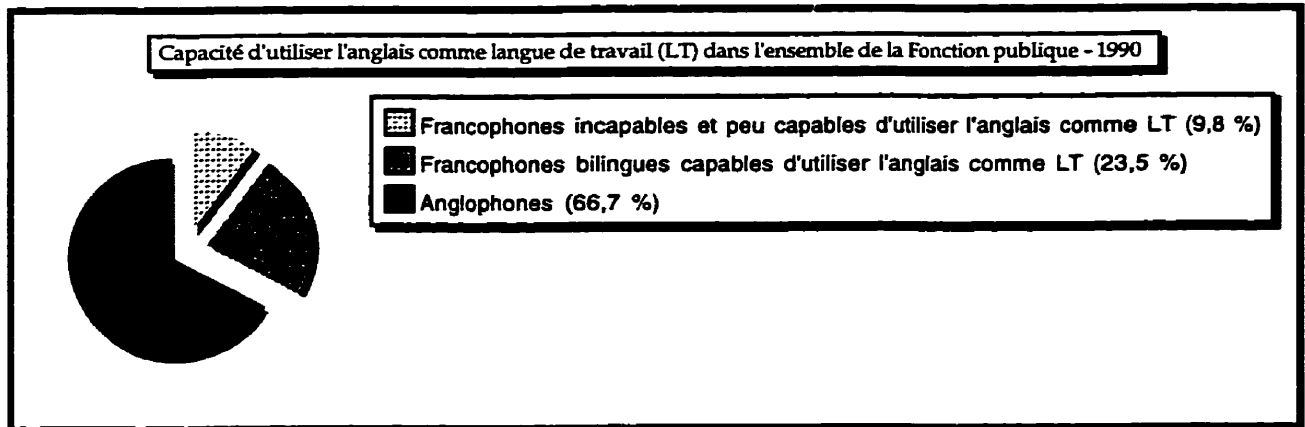 Capacité d'utiliser l'anglais comme langue de travail (LT) dans l'ensemble de la Fonction publique - 1990
Francophones incapables et peu capables d'utiliser l'anglais comme LT (9,8 %)
Francophones bilingues capables d'utiliser l'anglais comme LT (23,5 %)
Anglophones (66,7 %)